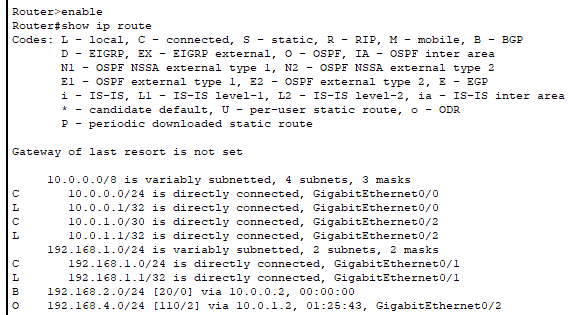 Router>enable
Router#show ip route
Codes: L - local, C - connected, S - static, R - RIP, M - mobile, B - BGP
       D - EIGRP, EX - EIGRP external, O - OSPF, IA - OSPF inter area
       N1 - OSPF NSSA external type 1, N2 - OSPF NSSA external type 2
       E1 - OSPF external type 1, E2 - OSPF external type 2, E - EGP
       i - IS-IS, L1 - IS-IS level-1, L2 - IS-IS level-2, ia - IS-IS inter area
       * - candidate default, U - per-user static route, o - ODR
       P - periodic downloaded static route

Gateway of last resort is not set

     10.0.0.0/8 is variably subnetted, 4 subnets, 3 masks
C       10.0.0.0/24 is directly connected, GigabitEthernet0/0
L       10.0.0.1/32 is directly connected, GigabitEthernet0/0
C       10.0.1.0/30 is directly connected, GigabitEthernet0/2
L       10.0.1.1/32 is directly connected, GigabitEthernet0/2
     192.168.1.0/24 is variably subnetted, 2 subnets, 2 masks
C       192.168.1.0/24 is directly connected, GigabitEthernet0/1
L       192.168.1.1/32 is directly connected, GigabitEthernet0/1
B    192.168.2.0/24 [20/0] via 10.0.0.2, 00:00:00
O    192.168.4.0/24 [110/2] via 10.0.1.2, 01:25:43, GigabitEthernet0/2